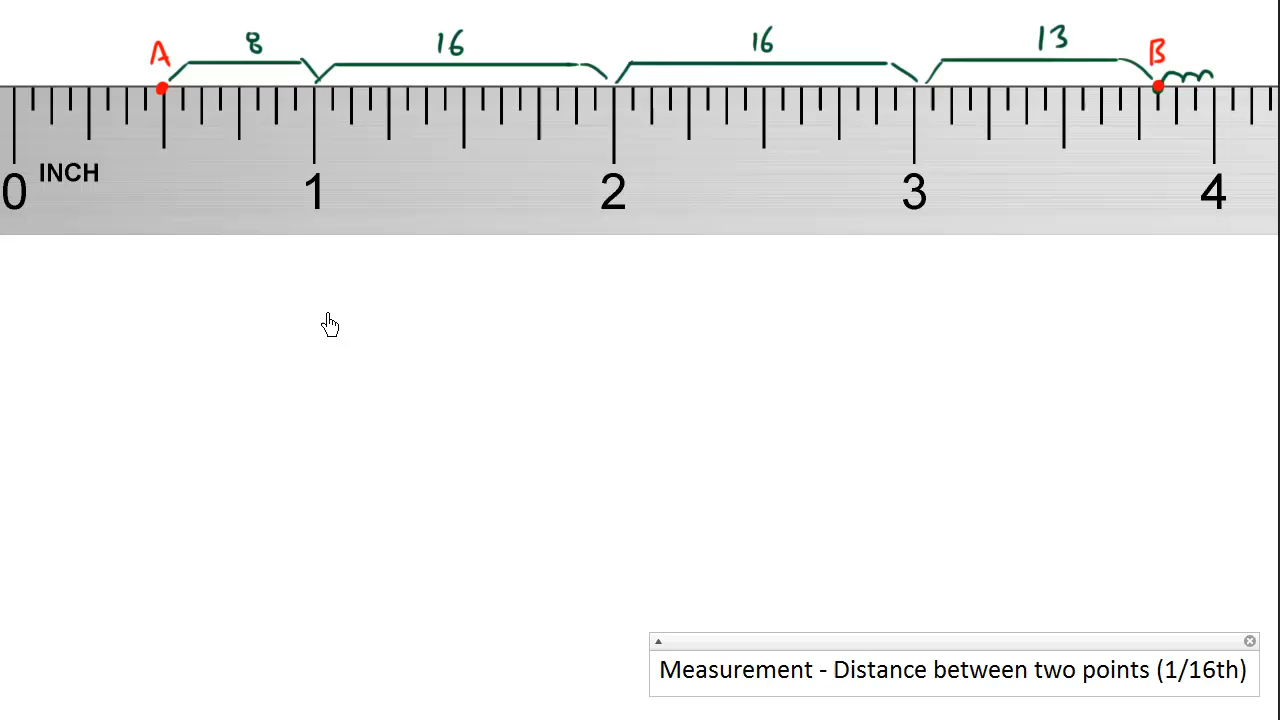 A 8 16 16 13 B
INCH
0 1 2 3 4
Measurement - Distance between two points (1/16th)